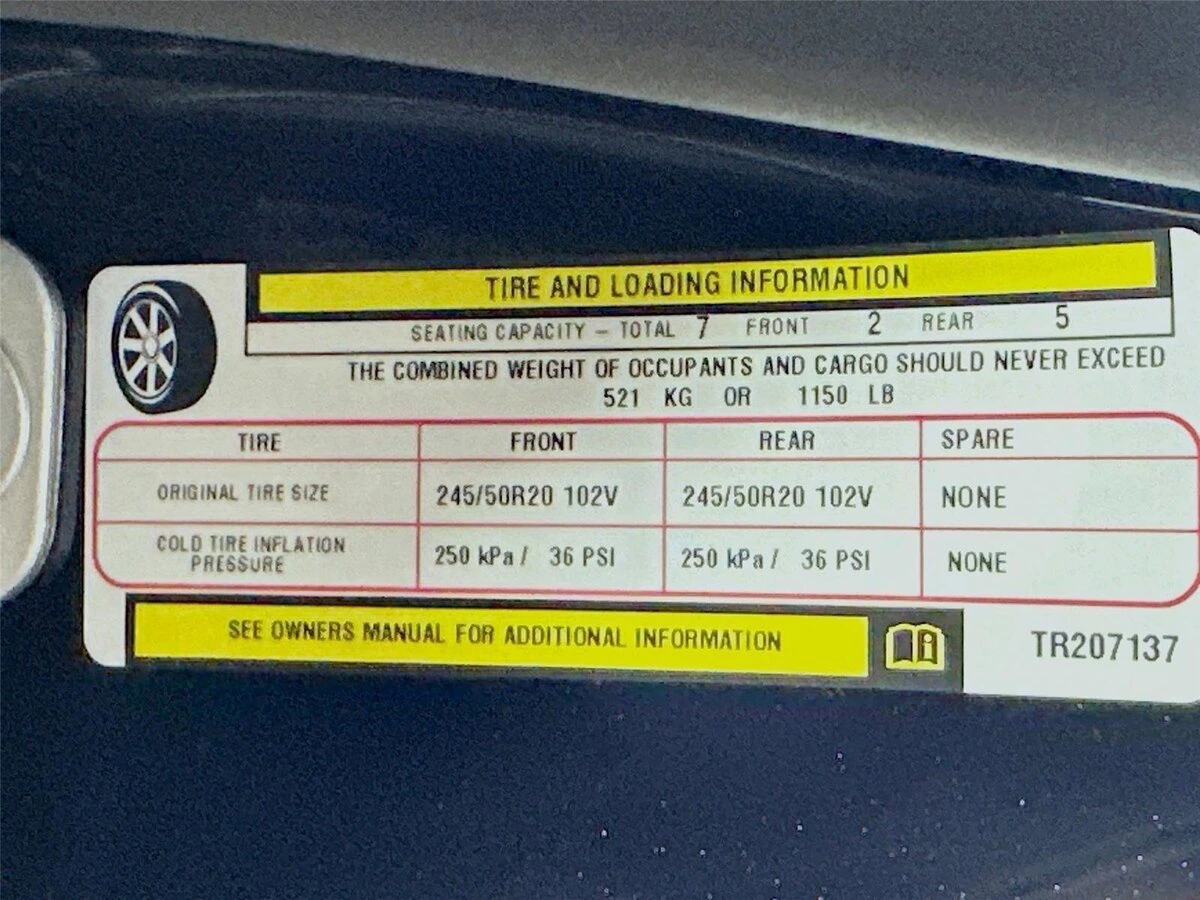 TIRE AND LOADING INFORMATION
SEATING CAPACITY – TOTAL 7 FRONT 2 REAR 5
THE COMBINED WEIGHT OF OCCUPANTS AND CARGO SHOULD NEVER EXCEED
521 KG OR 1150 LB
TIRE FRONT REAR SPARE
ORIGINAL TIRE SIZE 245/50R20 102V 245/50R20 102V NONE
COLD TIRE INFLATION
PRESSURE 250 kPa / 36 PSI 250 kPa / 36 PSI NONE
SEE OWNERS MANUAL FOR ADDITIONAL INFORMATION
TR207137